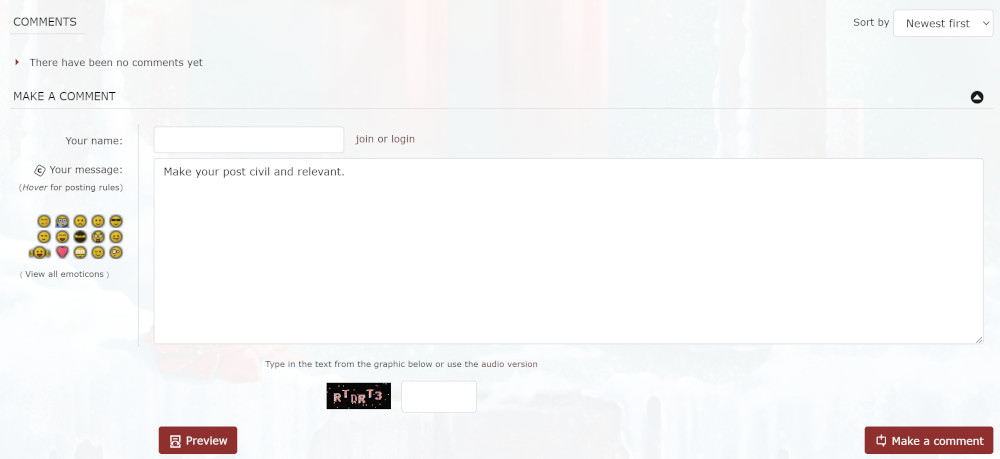 COMMENTS
Sort by Newest first
There have been no comments yet
MAKE A COMMENT
Your name:
join or login
Your message:
(Hover for posting rules)
Make your post civil and relevant.
( View all emoticons )
Type in the text from the graphic below or use the audio version
RTDRT3
Preview
Make a comment